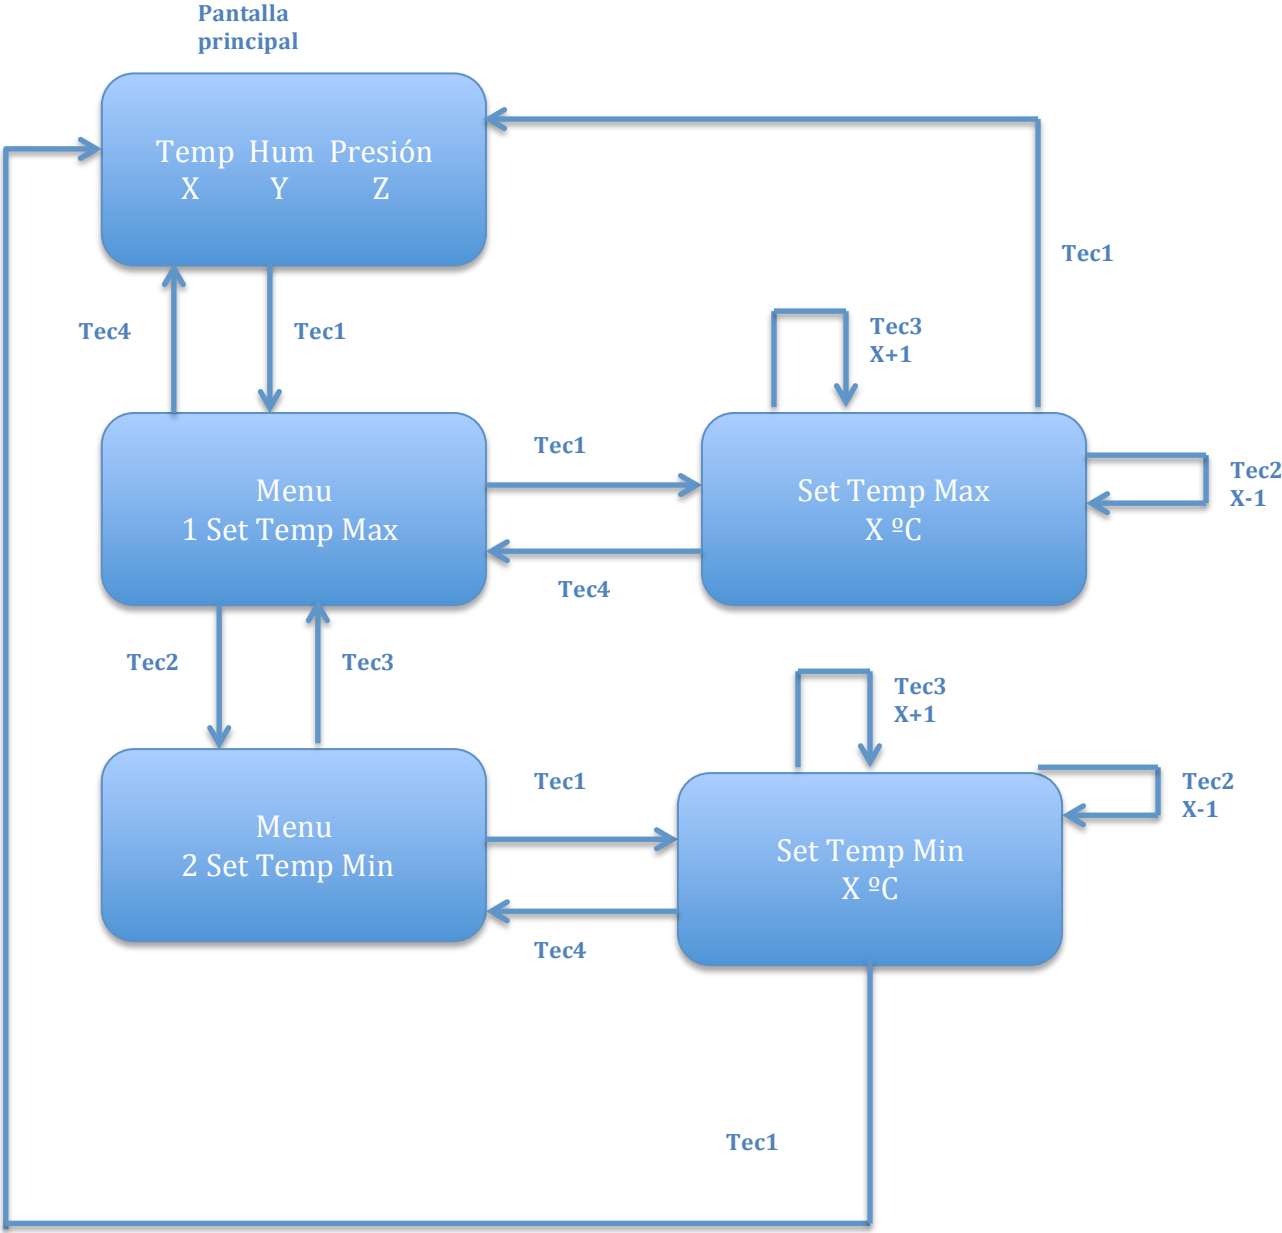 Pantalla
principal
Temp Hum Presión
X Y Z
Tec1
Tec4
Tec1
Tec3
X+1
Tec1
Menu
1 Set Temp Max
Set Temp Max
X ºC
Tec2
X-1
Tec4
Tec2
Tec3
Tec3
X+1
Tec1
Menu
2 Set Temp Min
Set Temp Min
X ºC
Tec2
X-1
Tec4
Tec1